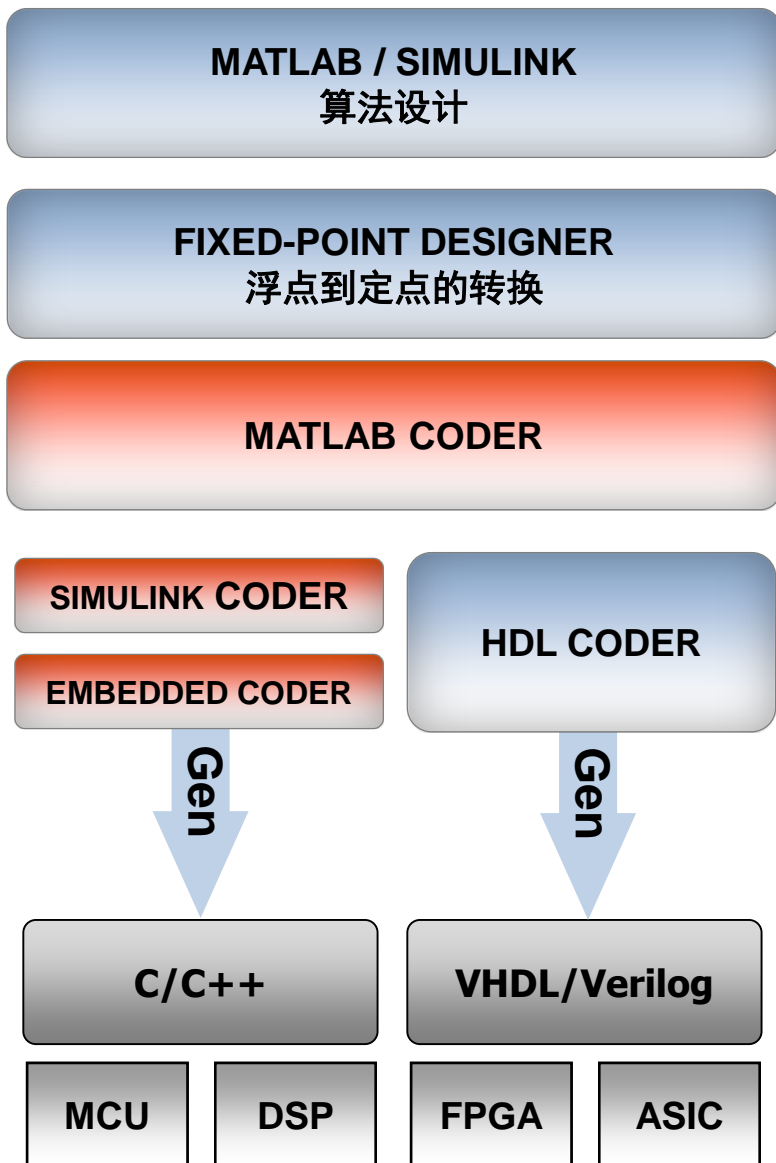 MATLAB / SIMULINK
算法设计
FIXED-POINT DESIGNER
浮点到定点的转换
MATLAB CODER
SIMULINK CODER
EMBEDDED CODER
HDL CODER
Gen
Gen
C/C++
VHDL/Verilog
MCU
DSP
FPGA
ASIC